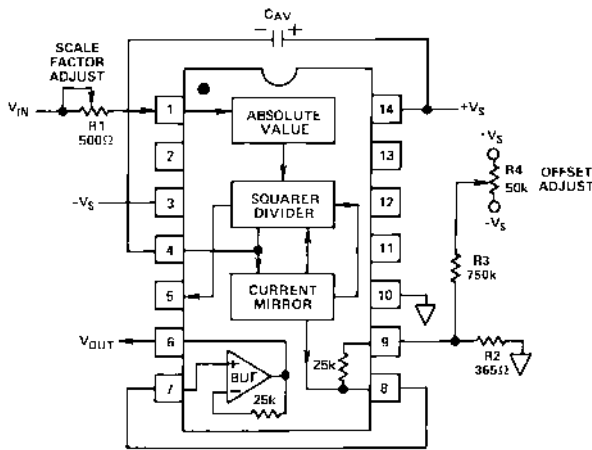 CAV
− +
SCALE
FACTOR
ADJUST
VIN
R1
500Ω
1
2
3
4
5
6
7
14
13
12
11
10
9
8
ABSOLUTE
VALUE
SQUARER
DIVIDER
CURRENT
MIRROR
+VS
-VS
R4
50k
-VS
OFFSET
ADJUST
R3
750k
R2
365Ω
−VS
VOUT
+
BUF
−
25k
25k